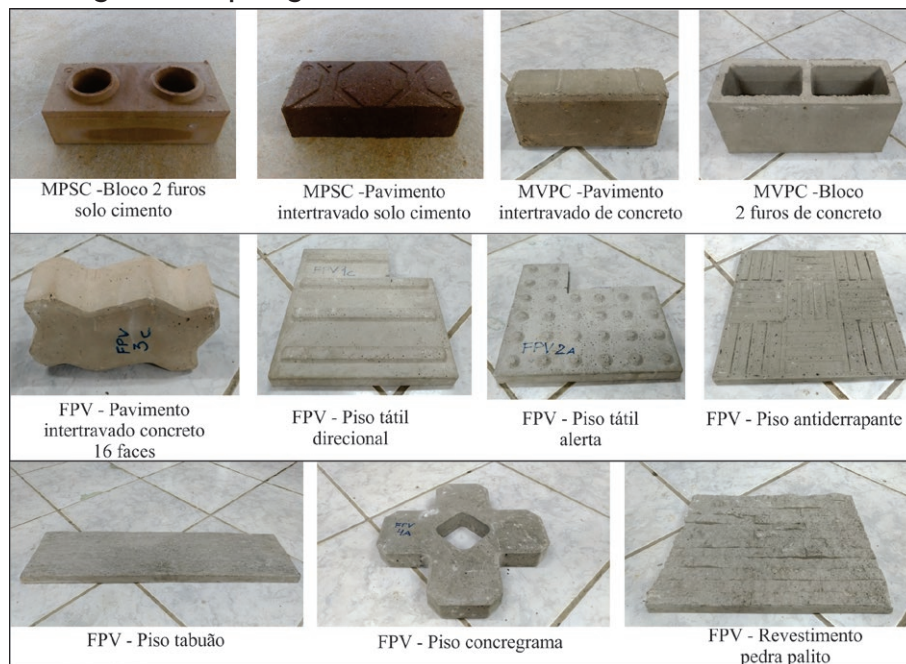 MPSC -Bloco 2 furos
solo cimento
MPSC -Pavimento
intertravado solo cimento
MVPC -Pavimento
intertravado de concreto
MVPC -Bloco
2 furos de concreto
FPV
3C
FPV 1C
FPV 2A
FPV - Pavimento
intertravado concreto
16 faces
FPV - Piso tátil
direcional
FPV - Piso tátil
alerta
FPV - Piso antiderrapante
FPV
FPV - Piso tabuão
FPV - Piso concregrama
FPV - Revestimento
pedra palito